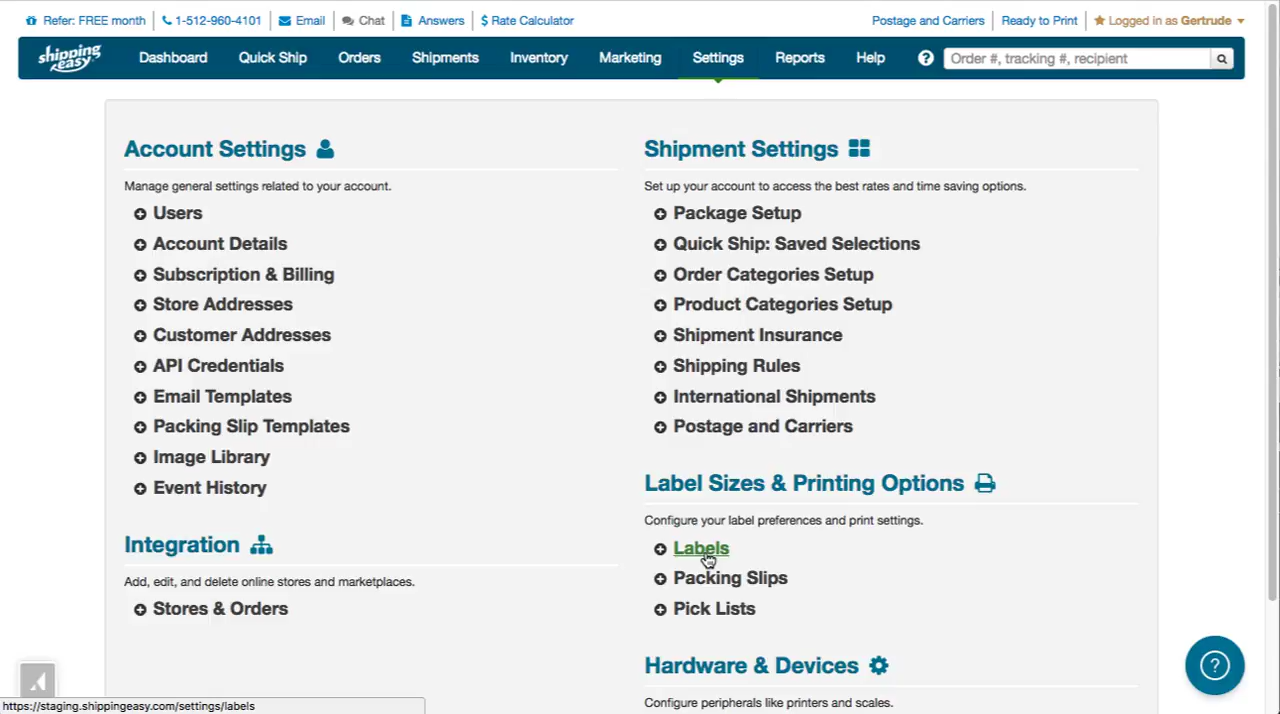 Refer: FREE month 1-512-960-4101 Email Chat Answers $ Rate Calculator Postage and Carriers Ready to Print Logged in as Gertrude
shipping easy Dashboard Quick Ship Orders Shipments Inventory Marketing Settings Reports Help ? Order #, tracking #, recipient
Account Settings
Manage general settings related to your account.
Users
Account Details
Subscription & Billing
Store Addresses
Customer Addresses
API Credentials
Email Templates
Packing Slip Templates
Image Library
Event History
Integration
Add, edit, and delete online stores and marketplaces.
Stores & Orders
Shipment Settings
Set up your account to access the best rates and time saving options.
Package Setup
Quick Ship: Saved Selections
Order Categories Setup
Product Categories Setup
Shipment Insurance
Shipping Rules
International Shipments
Postage and Carriers
Label Sizes & Printing Options
Configure your label preferences and print settings.
Labels
Packing Slips
Pick Lists
Hardware & Devices
Configure peripherals like printers and scales.
?
https://staging.shippingeasy.com/settings/labels